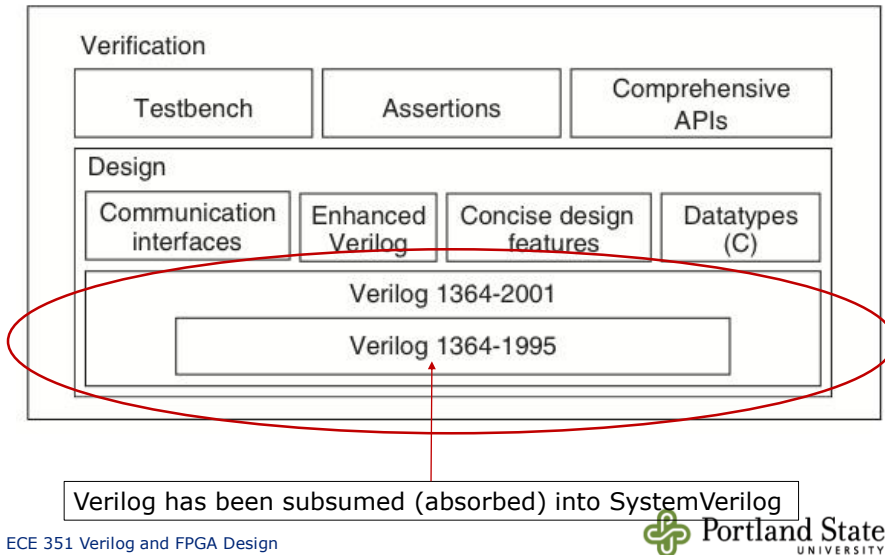 Verification
Testbench
Assertions
Comprehensive
APIs
Design
Communication
interfaces
Enhanced
Verilog
Concise design
features
Datatypes
(C)
Verilog 1364-2001
Verilog 1364-1995
Verilog has been subsumed (absorbed) into SystemVerilog
ECE 351 Verilog and FPGA Design
Portland State
UNIVERSITY